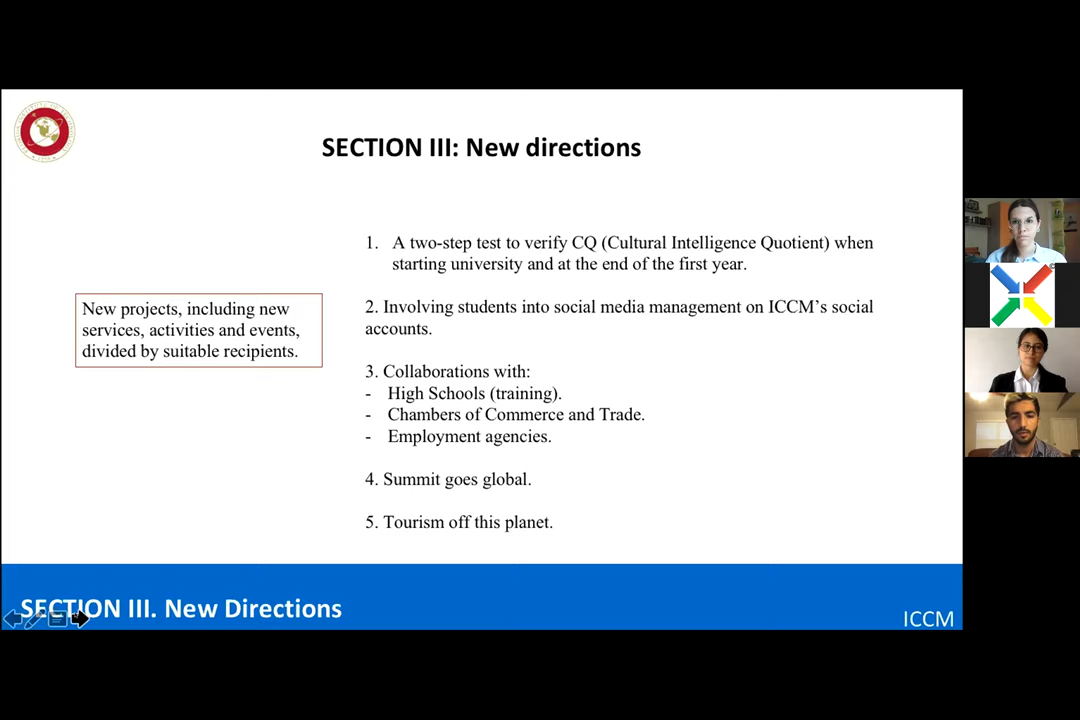 SECTION III: New directions
New projects, including new
services, activities and events,
divided by suitable recipients.
1. A two-step test to verify CQ (Cultural Intelligence Quotient) when
starting university and at the end of the first year.
2. Involving students into social media management on ICCM's social
accounts.
3. Collaborations with:
- High Schools (training).
- Chambers of Commerce and Trade.
- Employment agencies.
4. Summit goes global.
5. Tourism off this planet.
SECTION III. New Directions
ICCM